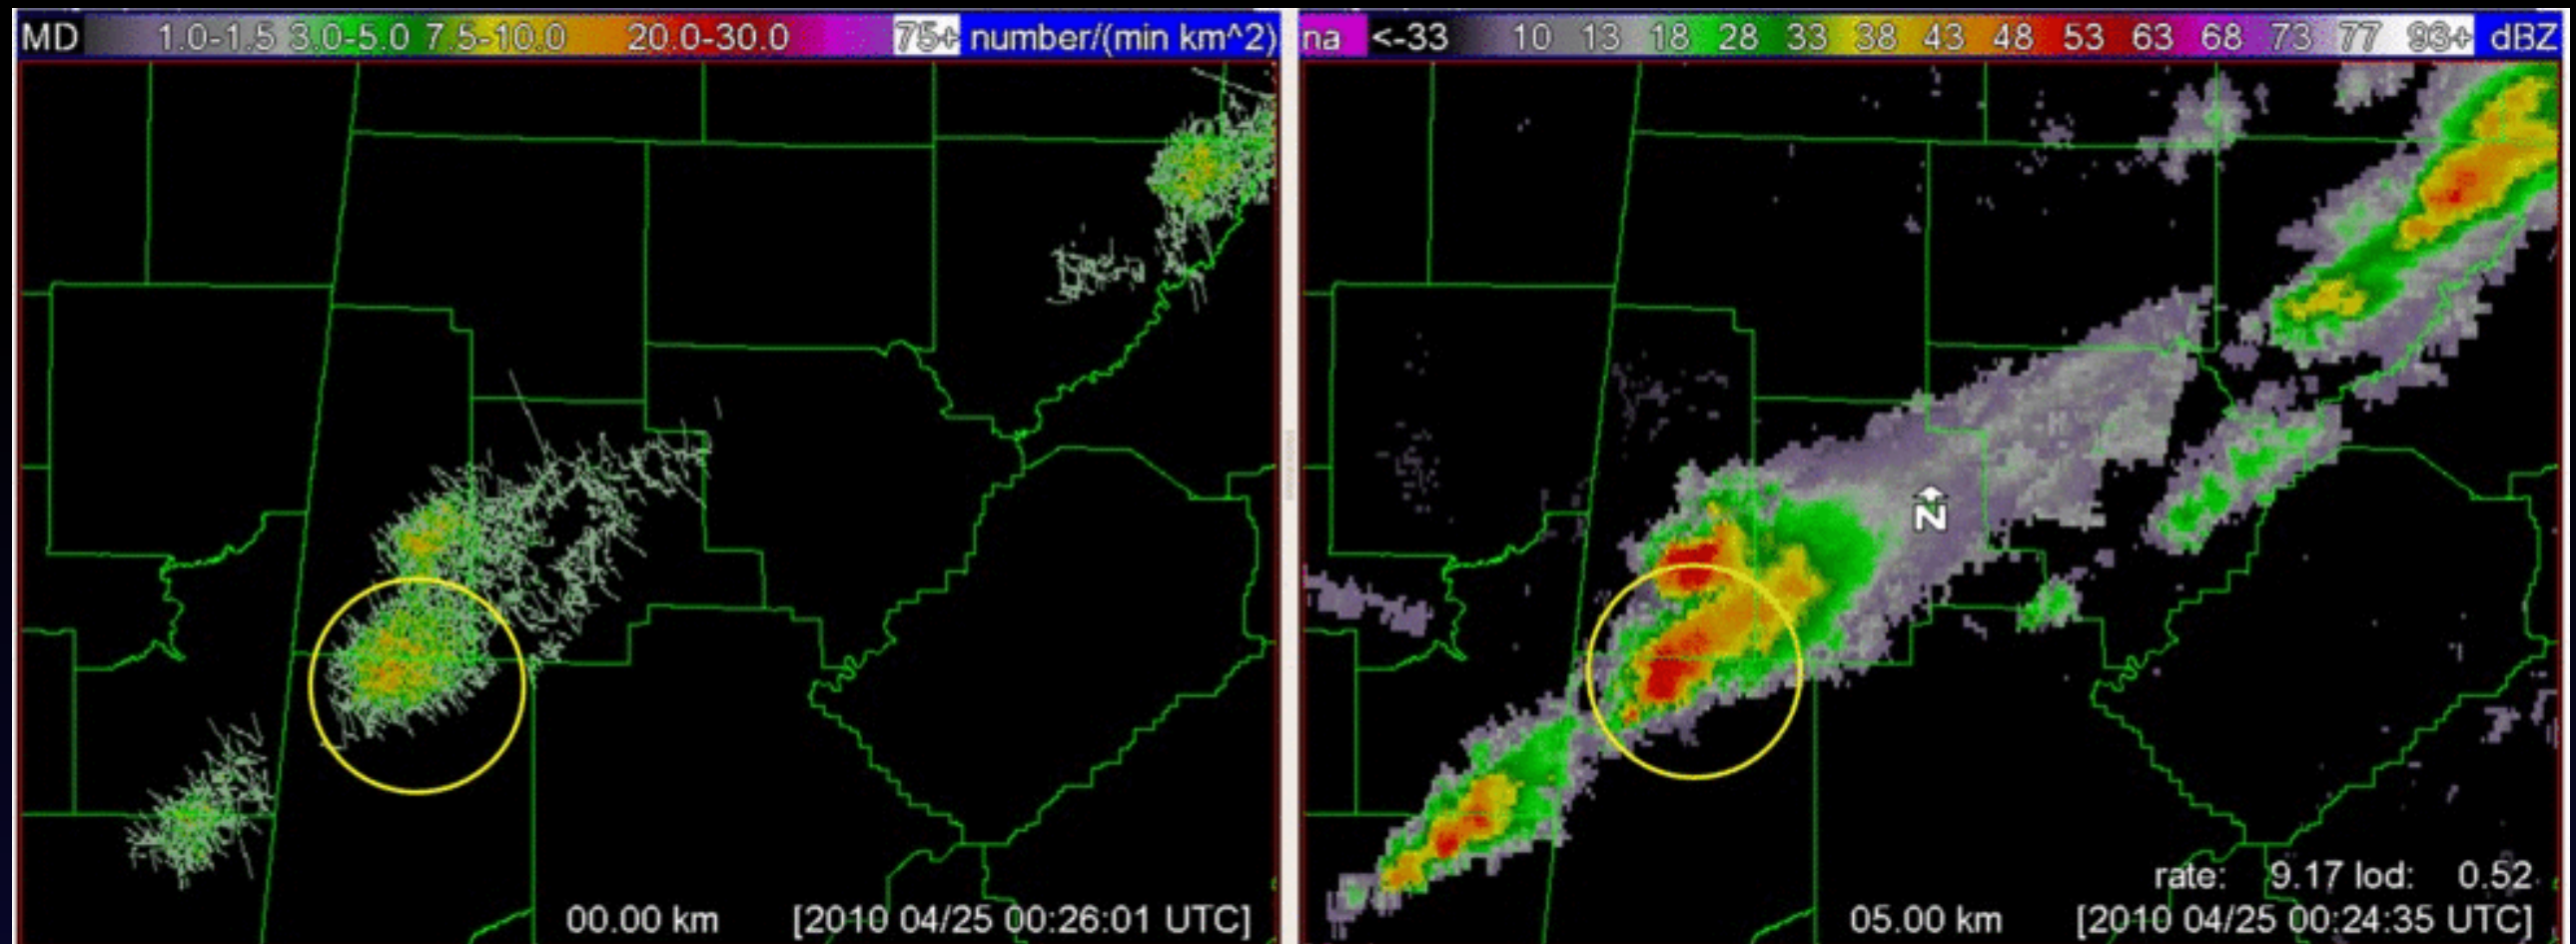 MD 1.0-1.5 3.0-5.0 7.5-10.0 20.0-30.0 75+ number/(min km^2)
00.00 km [2010 04/25 00:26:01 UTC]
na <-33 10 13 18 28 33 38 43 48 53 63 68 73 77 93+ dBZ
N
rate: 9.17 lod: 0.52
05.00 km [2010 04/25 00:24:35 UTC]